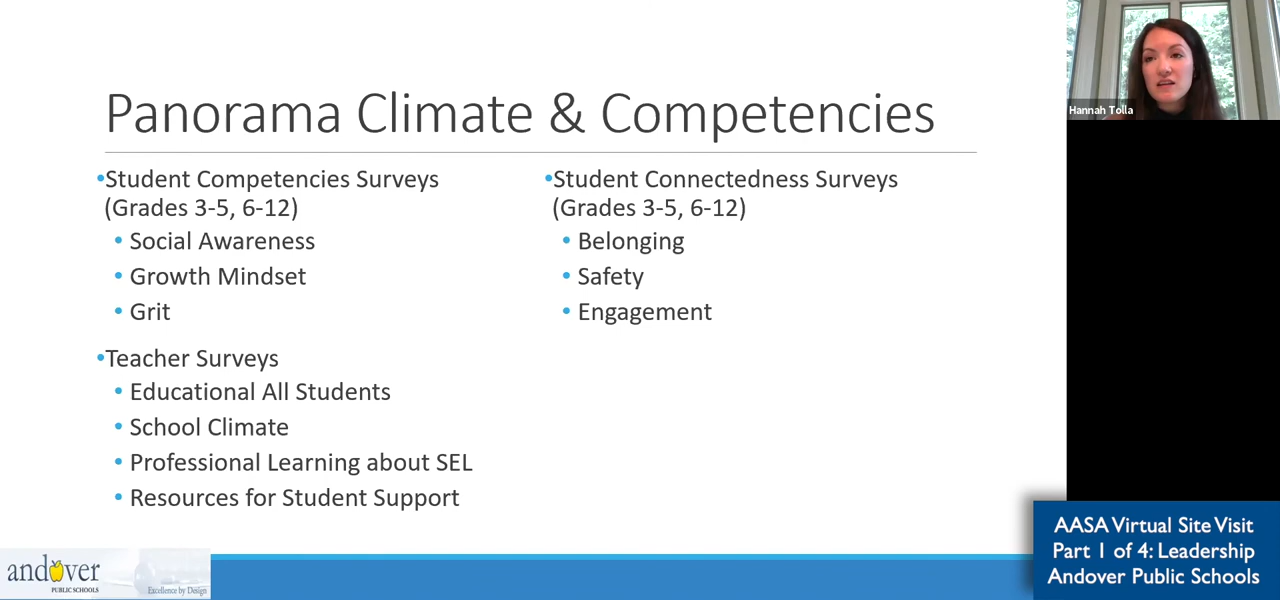 Panorama Climate & Competencies
•Student Competencies Surveys
(Grades 3-5, 6-12)
• Social Awareness
• Growth Mindset
• Grit
•Teacher Surveys
• Educational All Students
• School Climate
• Professional Learning about SEL
• Resources for Student Support
•Student Connectedness Surveys
(Grades 3-5, 6-12)
• Belonging
• Safety
• Engagement
Hannah Tolla
andover
PUBLIC SCHOOLS
Excellence by Design
AASA Virtual Site Visit
Part 1 of 4: Leadership
Andover Public Schools